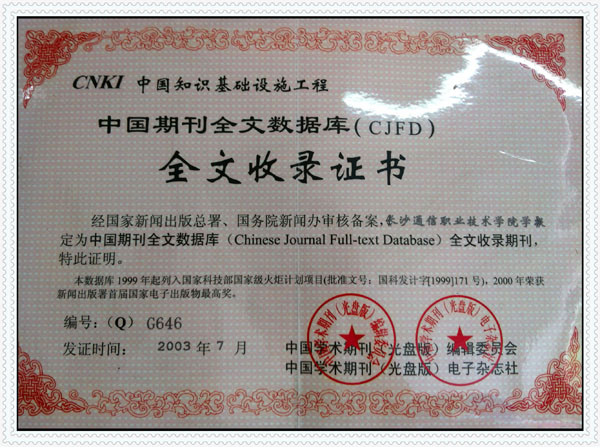 CNKI 中国知识基础设施工程
中国期刊全文数据库(CJFD)
全文收录证书
经国家新闻出版总署、国务院新闻办审核备案,长沙通信职业技术学院学报
定为中国期刊全文数据库(Chinese Journal Full-text Database)全文收录期刊,
特此证明。
本数据库1999年起列入国家科技部国家级火炬计划项目(批准文号:国科发计字[1999]171号),2000年荣获
新闻出版署首届国家电子出版物最高奖。
编号:(Q) G646
发证时间: 2003 年 7 月
中国学术期刊(光盘版)编辑委员会
中国学术期刊(光盘版)电子杂志社